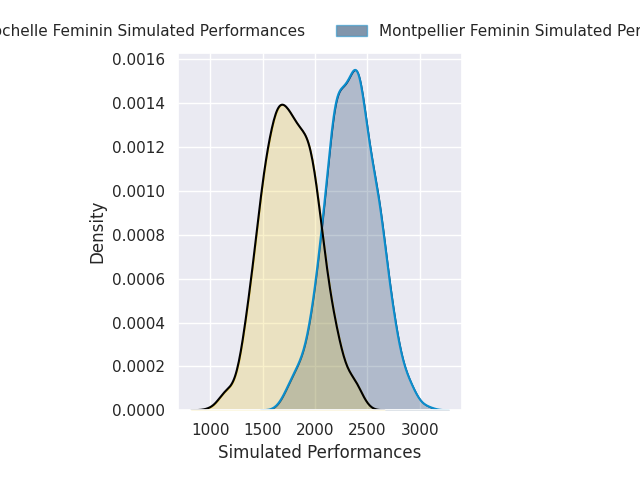 ochelle Feminin Simulated Performances
Montpellier Feminin Simulated Per
0.0016
0.0014
0.0012
0.0010
0.0008
0.0006
0.0004
0.0002
0.0000
Density
1000 1500 2000 2500 3000
Simulated Performances